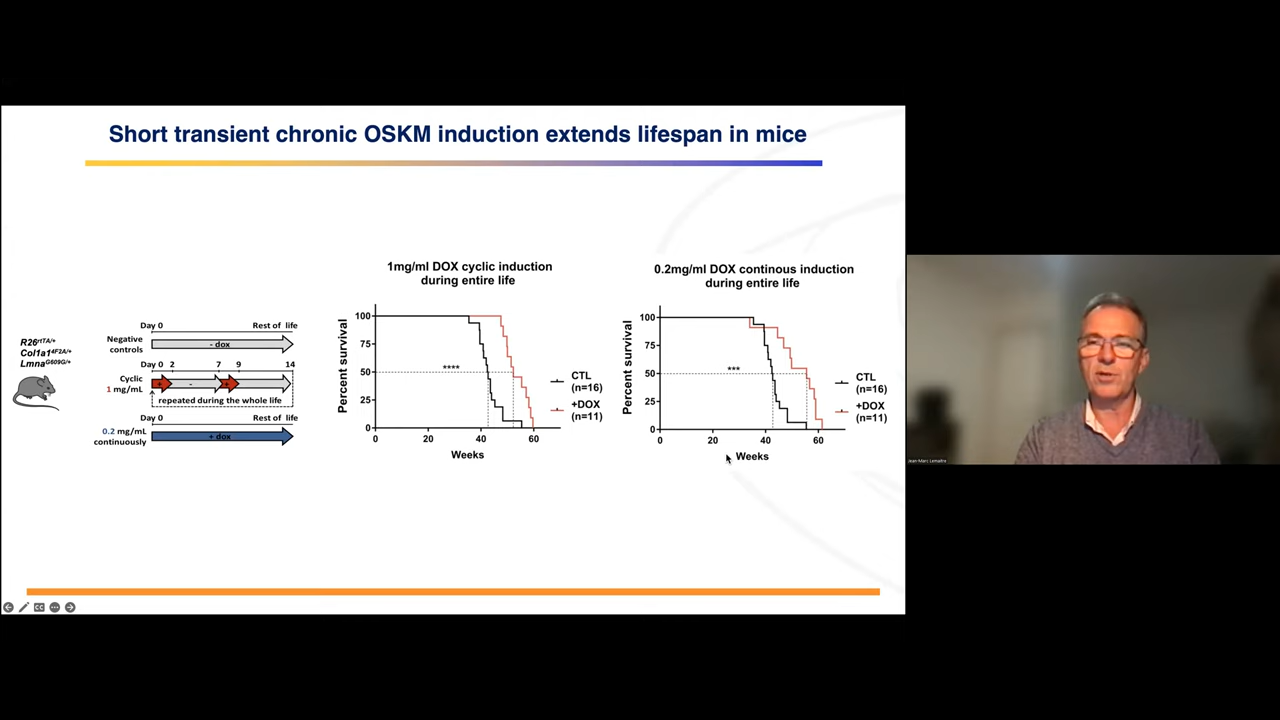 Short transient chronic OSKM induction extends lifespan in mice
R26rtTA/+
Col1a14F2A/+
LmnaG609G/+
Day 0 Rest of life
Negative
controls
- dox
Day 0 2 7 9 14
Cyclic
1 mg/mL
+ - +
repeated during the whole life
Day 0 Rest of life
0.2 mg/mL
continuously
+ dox
1mg/ml DOX cyclic induction
during entire life
Percent survival
100
75
50
25
0
****
0 20 40 60
Weeks
CTL
(n=16)
+DOX
(n=11)
0.2mg/ml DOX continous induction
during entire life
Percent survival
100
75
50
25
0
***
0 20 40 60
Weeks
CTL
(n=16)
+DOX
(n=11)
Jean-Marc Lemaitre